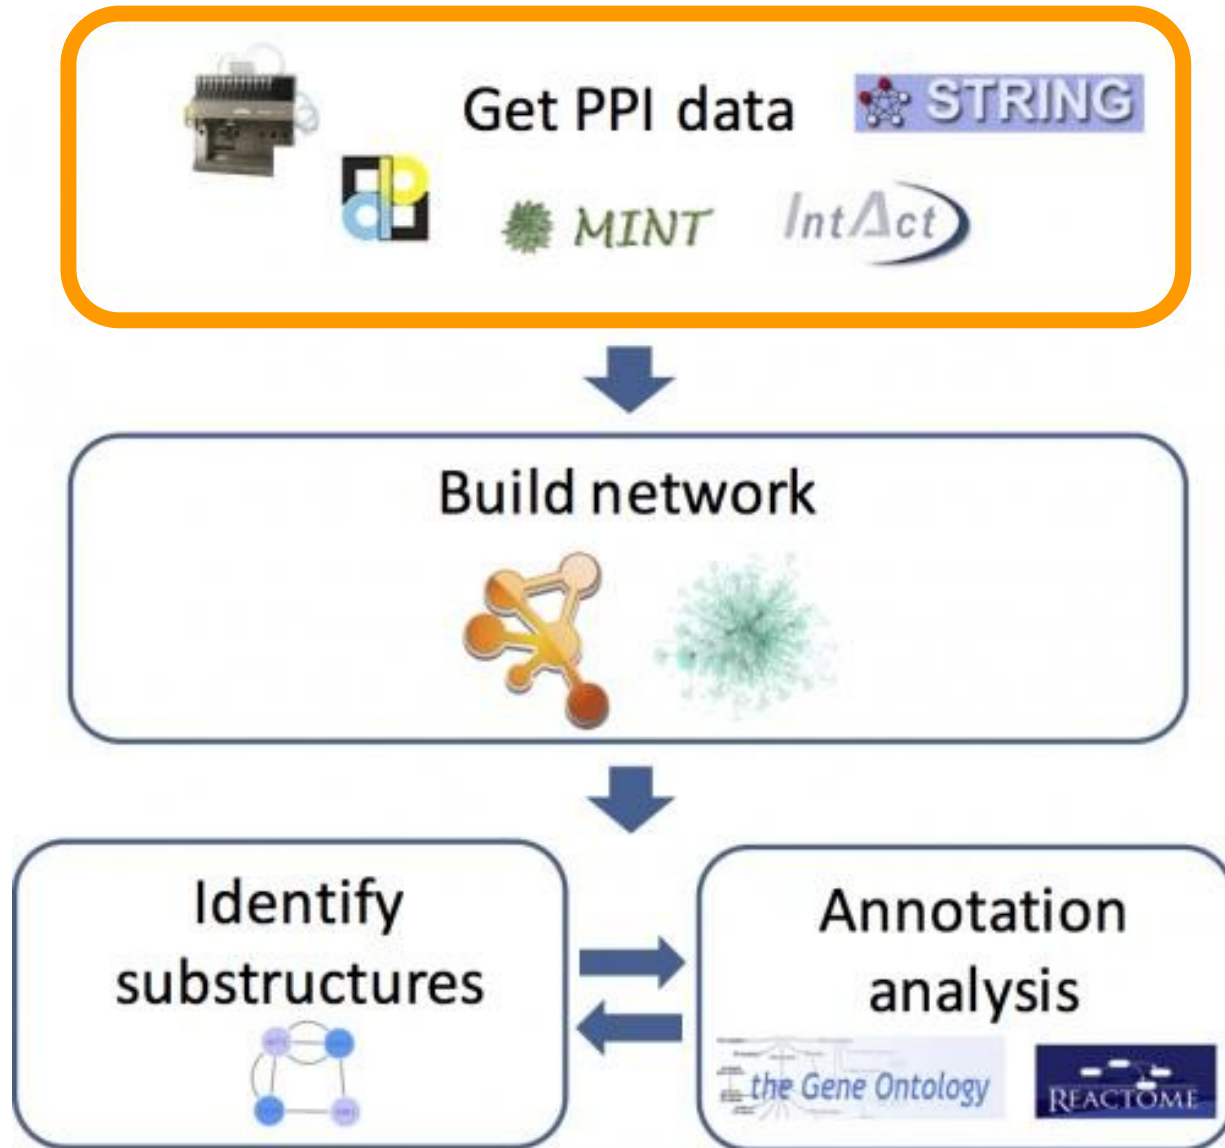 Get PPI data
STRING
MINT
IntAct
Build network
Identify
substructures
Annotation
analysis
the Gene Ontology
REACTOME